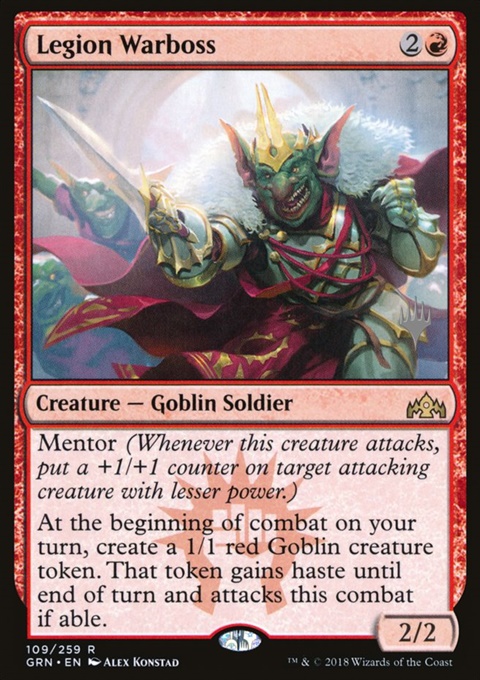 Legion Warboss 2
Creature — Goblin Soldier
Mentor (Whenever this creature attacks,
put a +1/+1 counter on target attacking
creature with lesser power.)
At the beginning of combat on your
turn, create a 1/1 red Goblin creature
token. That token gains haste until
end of turn and attacks this combat
if able.
2/2
109/259 R
GRN • EN Alex Konstad
™ & © 2018 Wizards of the Coast